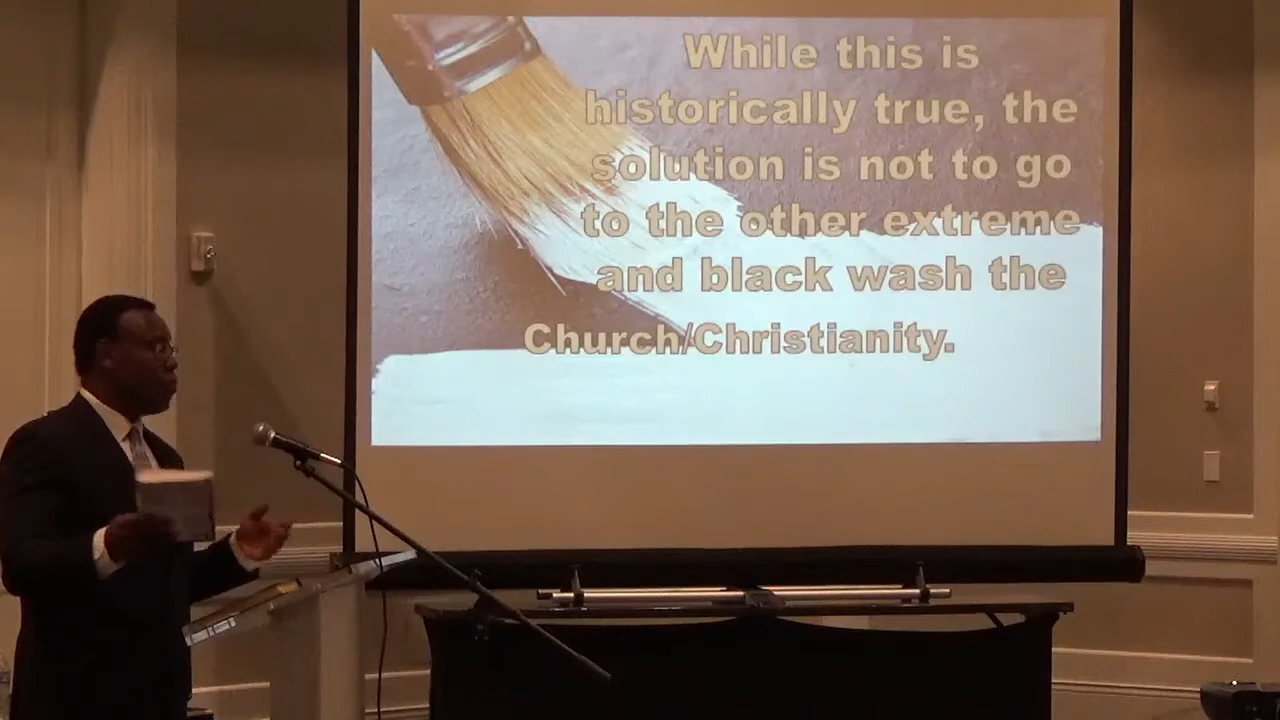 While this is
historically true, the
solution is not to go
to the other extreme
and black wash the
Church/Christianity.